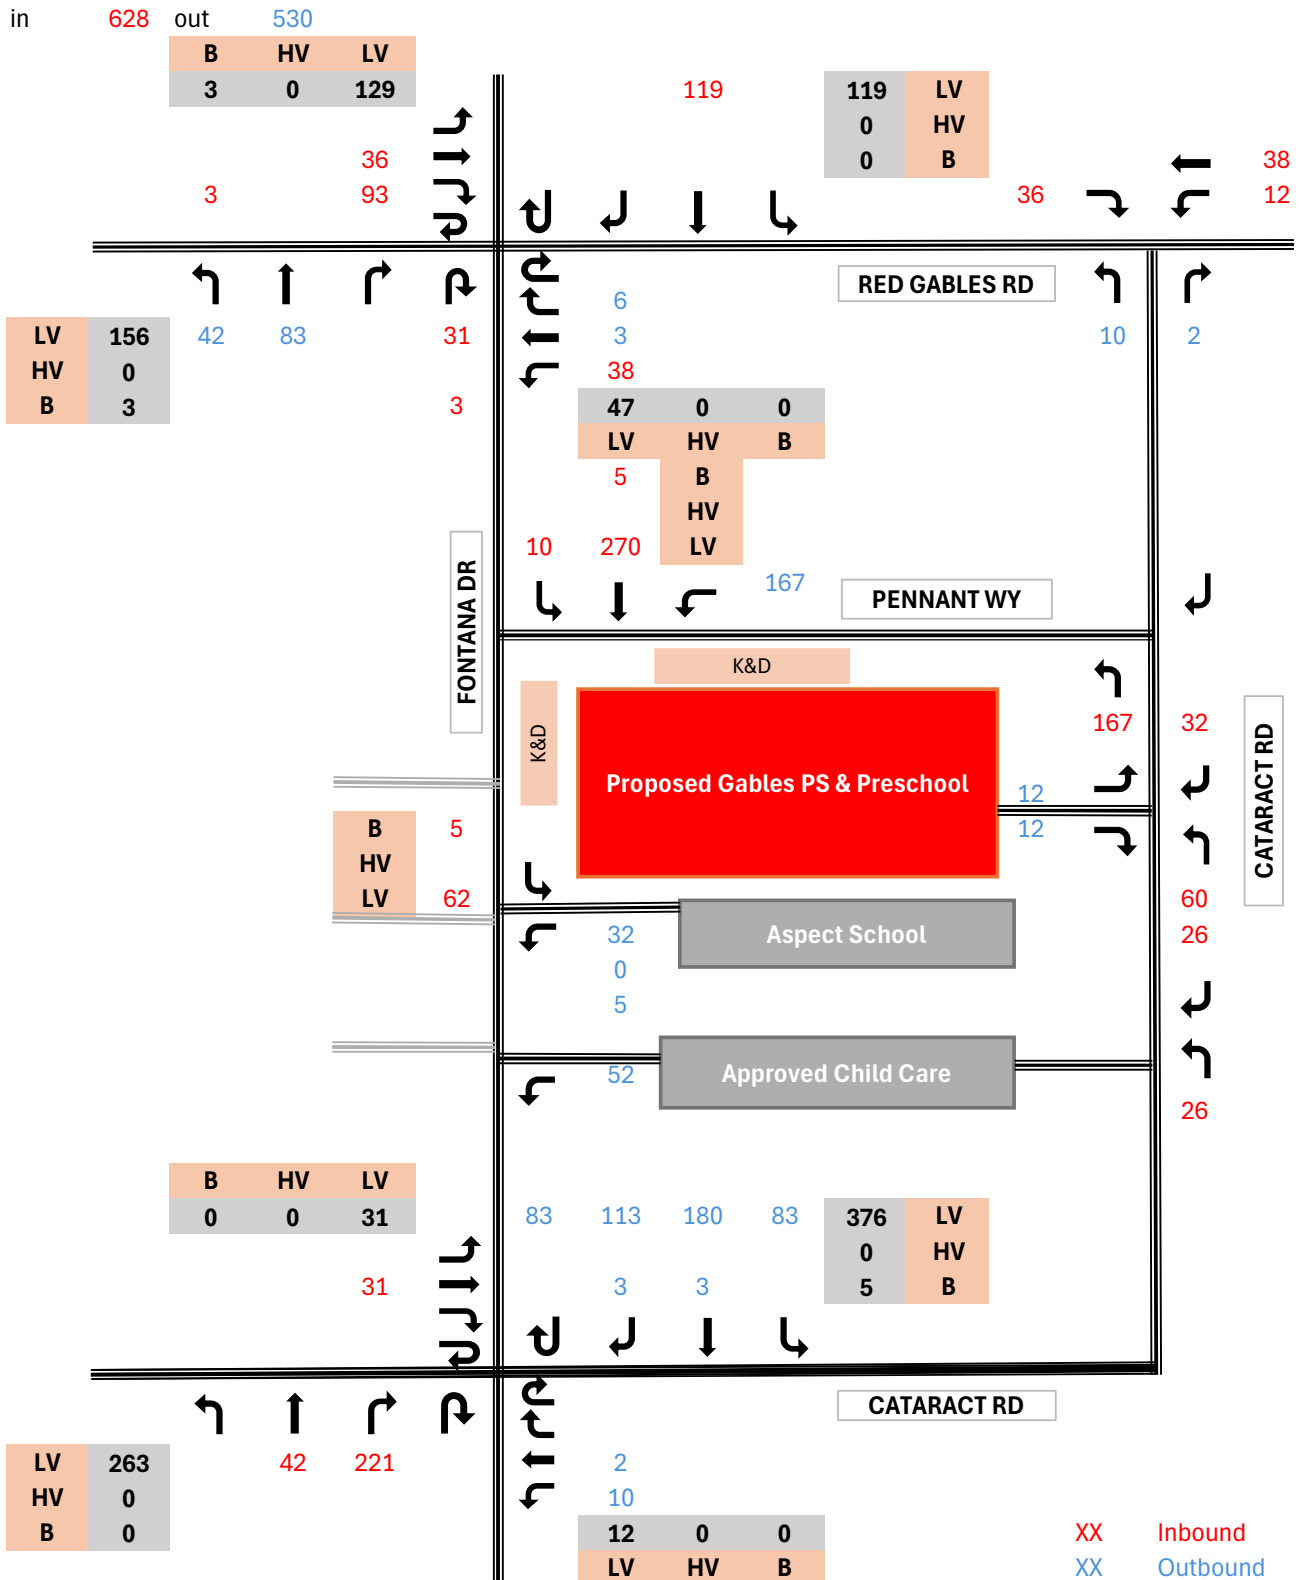 in 628 out 530
B HV LV
3 0 129
119
119 LV
0 HV
0 B
36
38
3 93
36
12
RED GABLES RD
6
LV 156
42 83 31
3
10 2
HV 0
38
B 3
3
47 0 0
LV HV B
5 B
HV
10 270 LV
167
PENNANT WY
FONTANA DR
K&D
K&D
167 32
CATARACT RD
Proposed Gables PS & Preschool
12
12
B 5
HV
LV 62
60
32
Aspect School
26
0
5
52
Approved Child Care
26
B HV LV
0 0 31
83 113 180 83
376 LV
0 HV
31
3 3
5 B
CATARACT RD
LV 263
42 221
2
HV 0
10
B 0
12 0 0
LV HV B
XX Inbound
XX Outbound